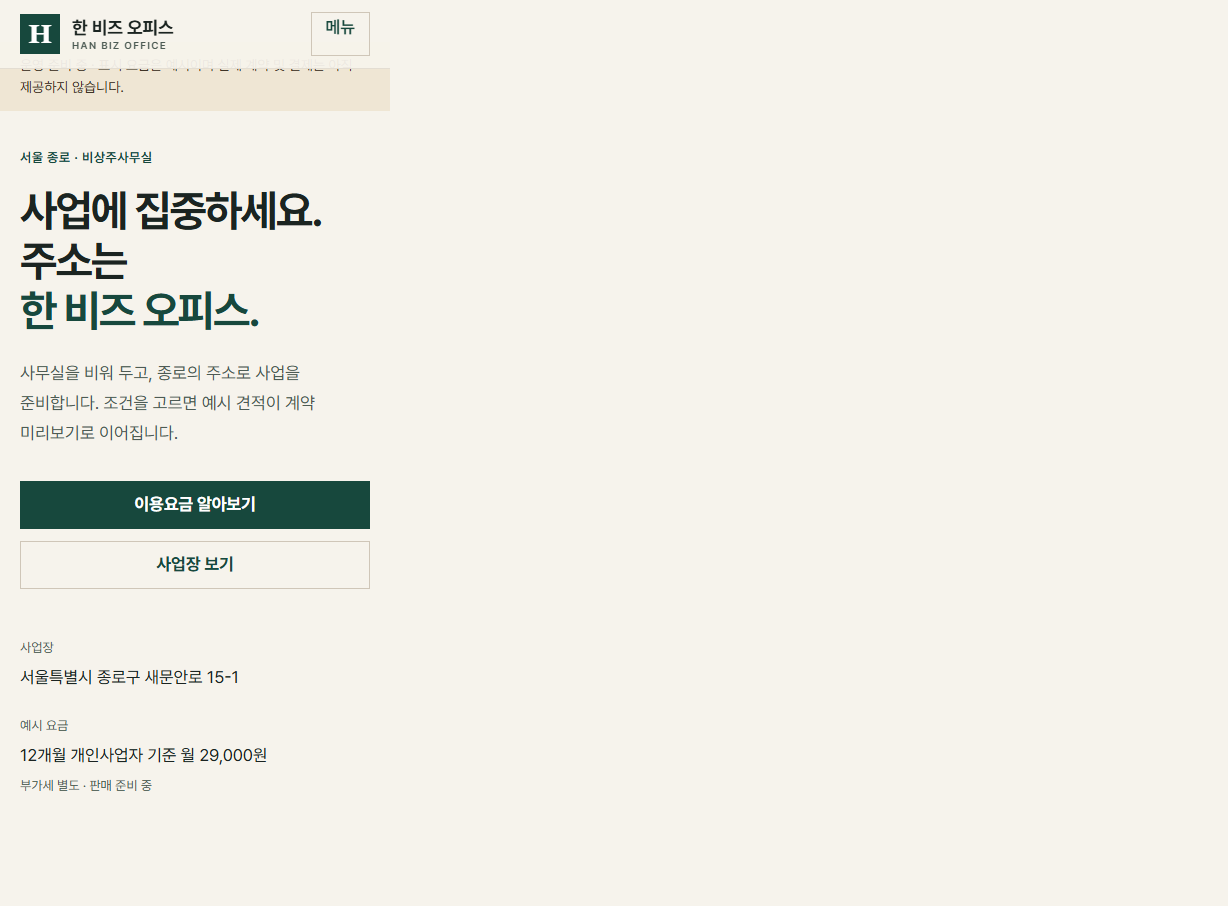 H
한 비즈 오피스
HAN BIZ OFFICE
메뉴
제공하지 않습니다.
서울 종로 · 비상주사무실
사업에 집중하세요.
주소는
한 비즈 오피스.
사무실을 비워 두고, 종로의 주소로 사업을
준비합니다. 조건을 고르면 예시 견적이 계약
미리보기로 이어집니다.
이용요금 알아보기
사업장 보기
사업장
서울특별시 종로구 새문안로 15-1
예시 요금
12개월 개인사업자 기준 월 29,000원
부가세 별도 · 판매 준비 중